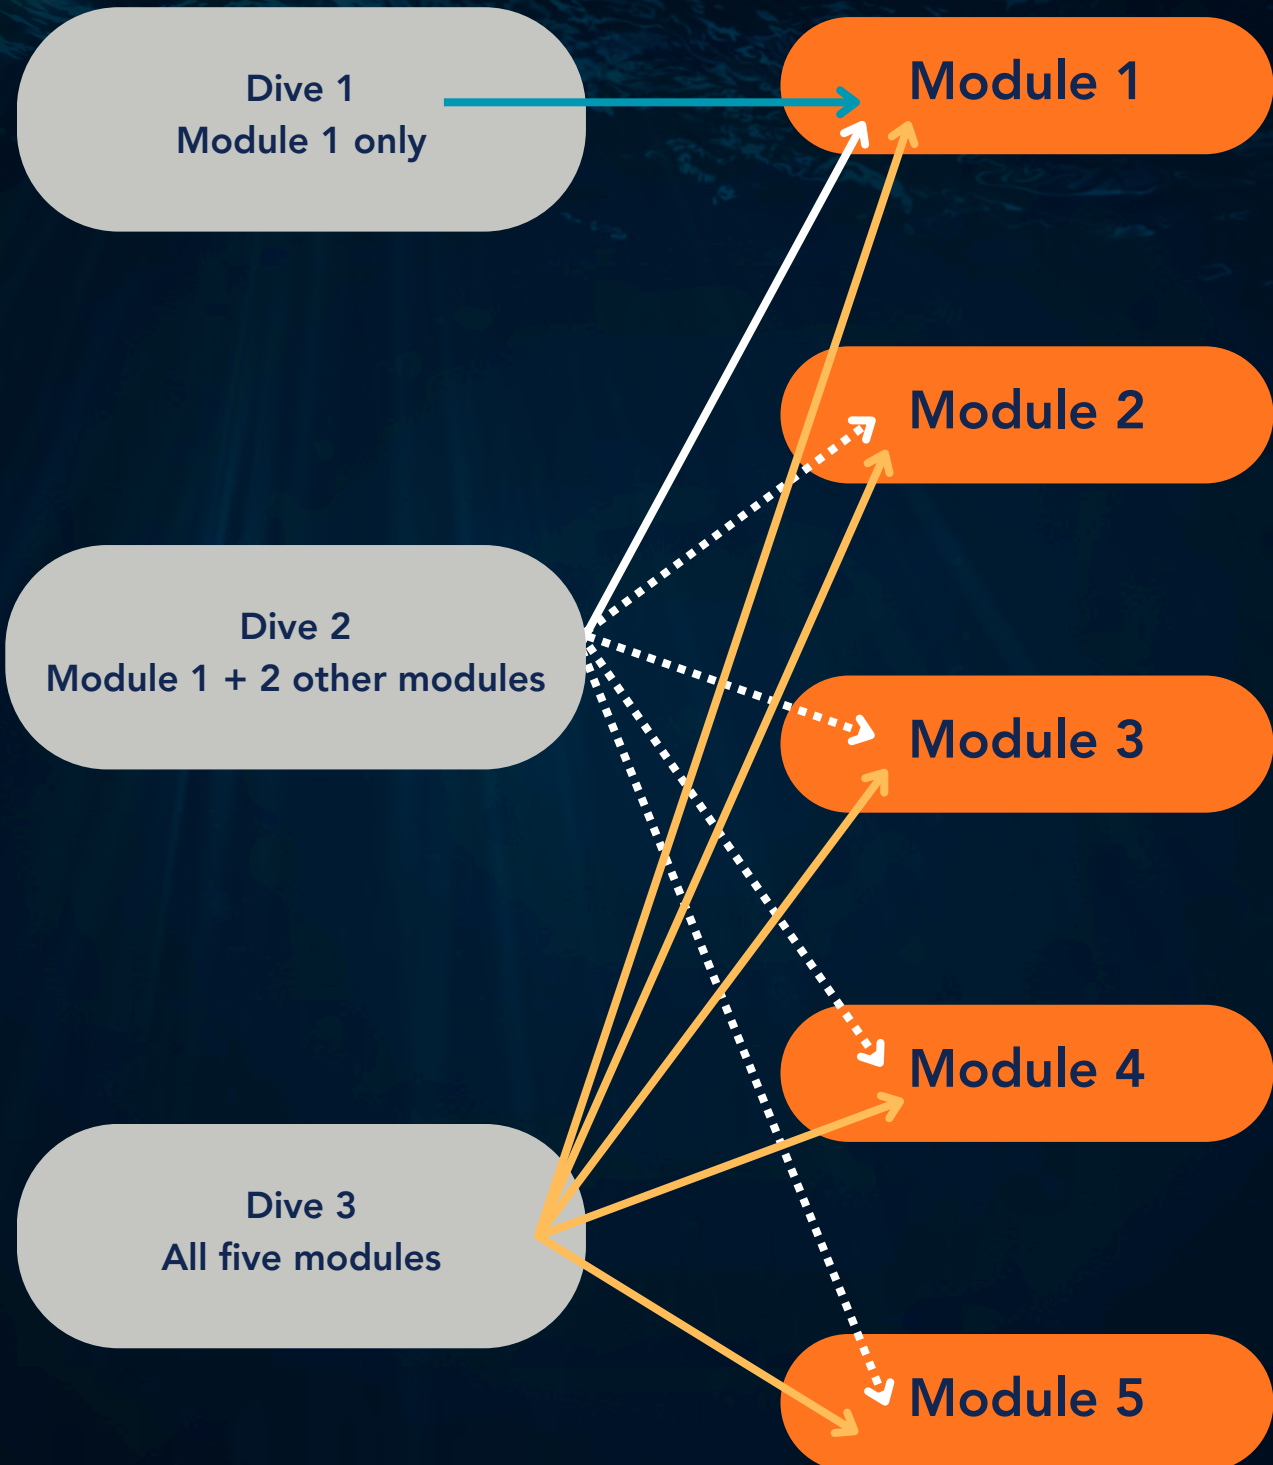 Dive 1
Module 1 only
Module 1
Module 2
Dive 2
Module 1 + 2 other modules
Module 3
Module 4
Dive 3
All five modules
Module 5